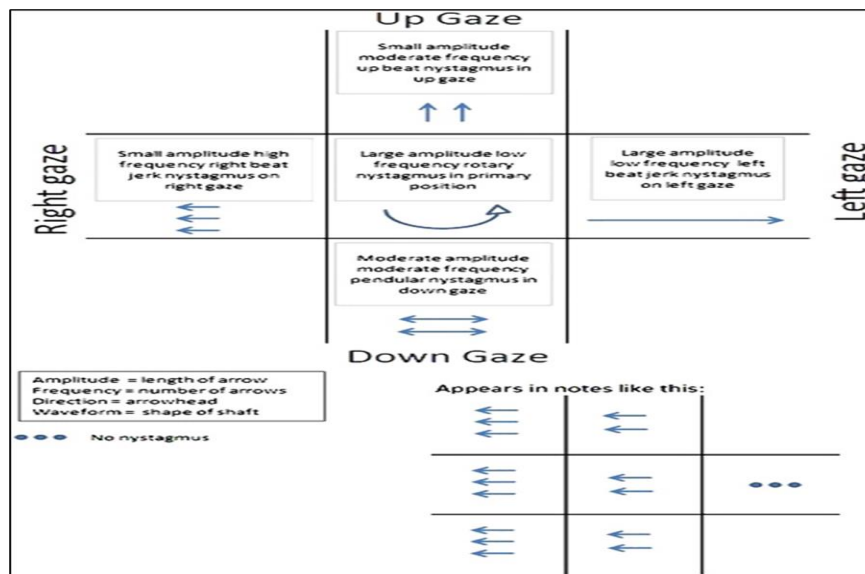 Up Gaze
Small amplitude
moderate frequency
up beat nystagmus in
up gaze
Right gaze
Small amplitude high
frequency right beat
jerk nystagmus on
right gaze
Large amplitude low
frequency rotary
nystagmus in primary
position
Large amplitude
low frequency left
beat jerk nystagmus
on left gaze
Left gaze
Moderate amplitude
moderate frequency
pendular nystagmus in
down gaze
Down Gaze
Amplitude = length of arrow
Frequency = number of arrows
Direction = arrowhead
Waveform = shape of shaft
No nystagmus
Appears in notes like this: